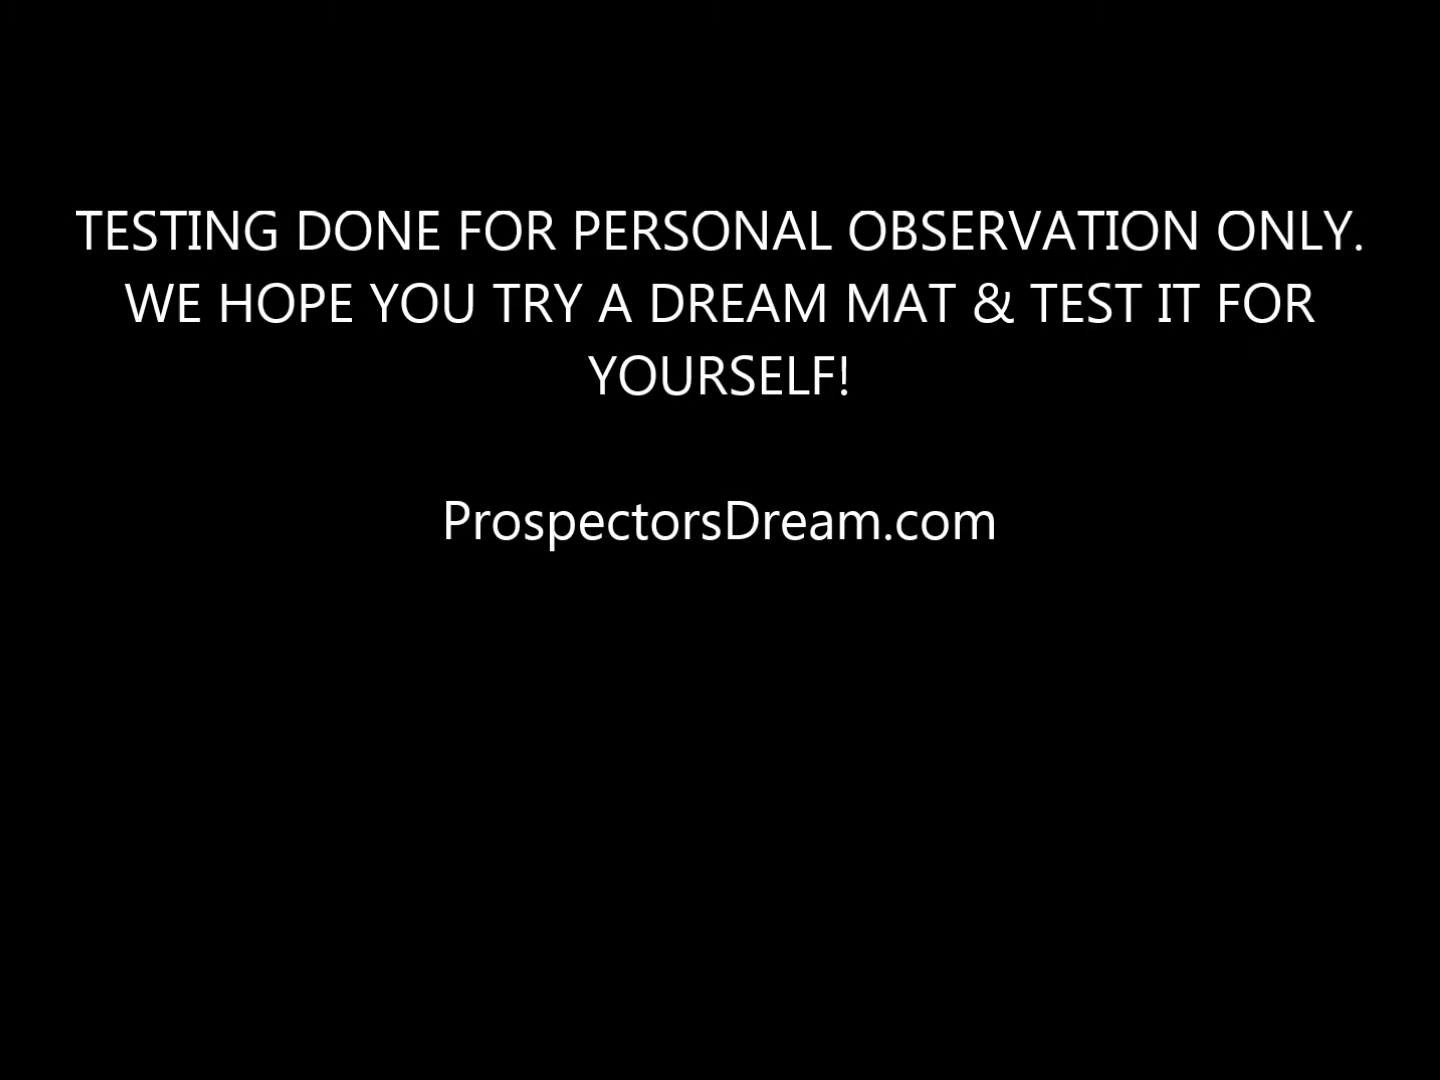 TESTING DONE FOR PERSONAL OBSERVATION ONLY.
WE HOPE YOU TRY A DREAM MAT & TEST IT FOR
YOURSELF!
ProspectorsDream.com